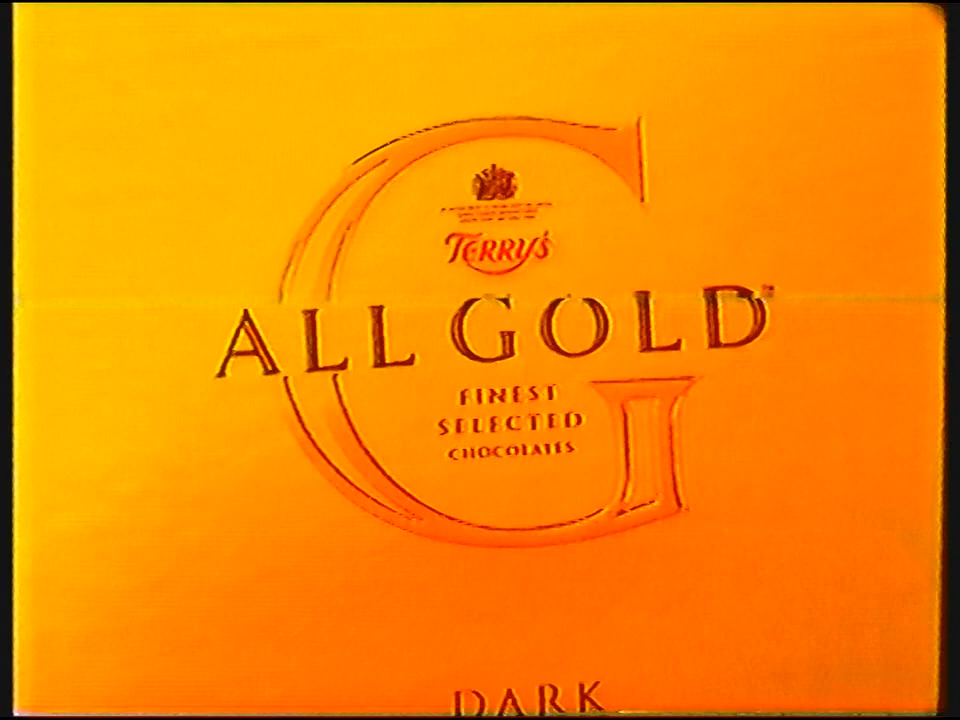 TERRY'S
ALL GOLD
FINEST
SELECTED
CHOCOLATES
DARK